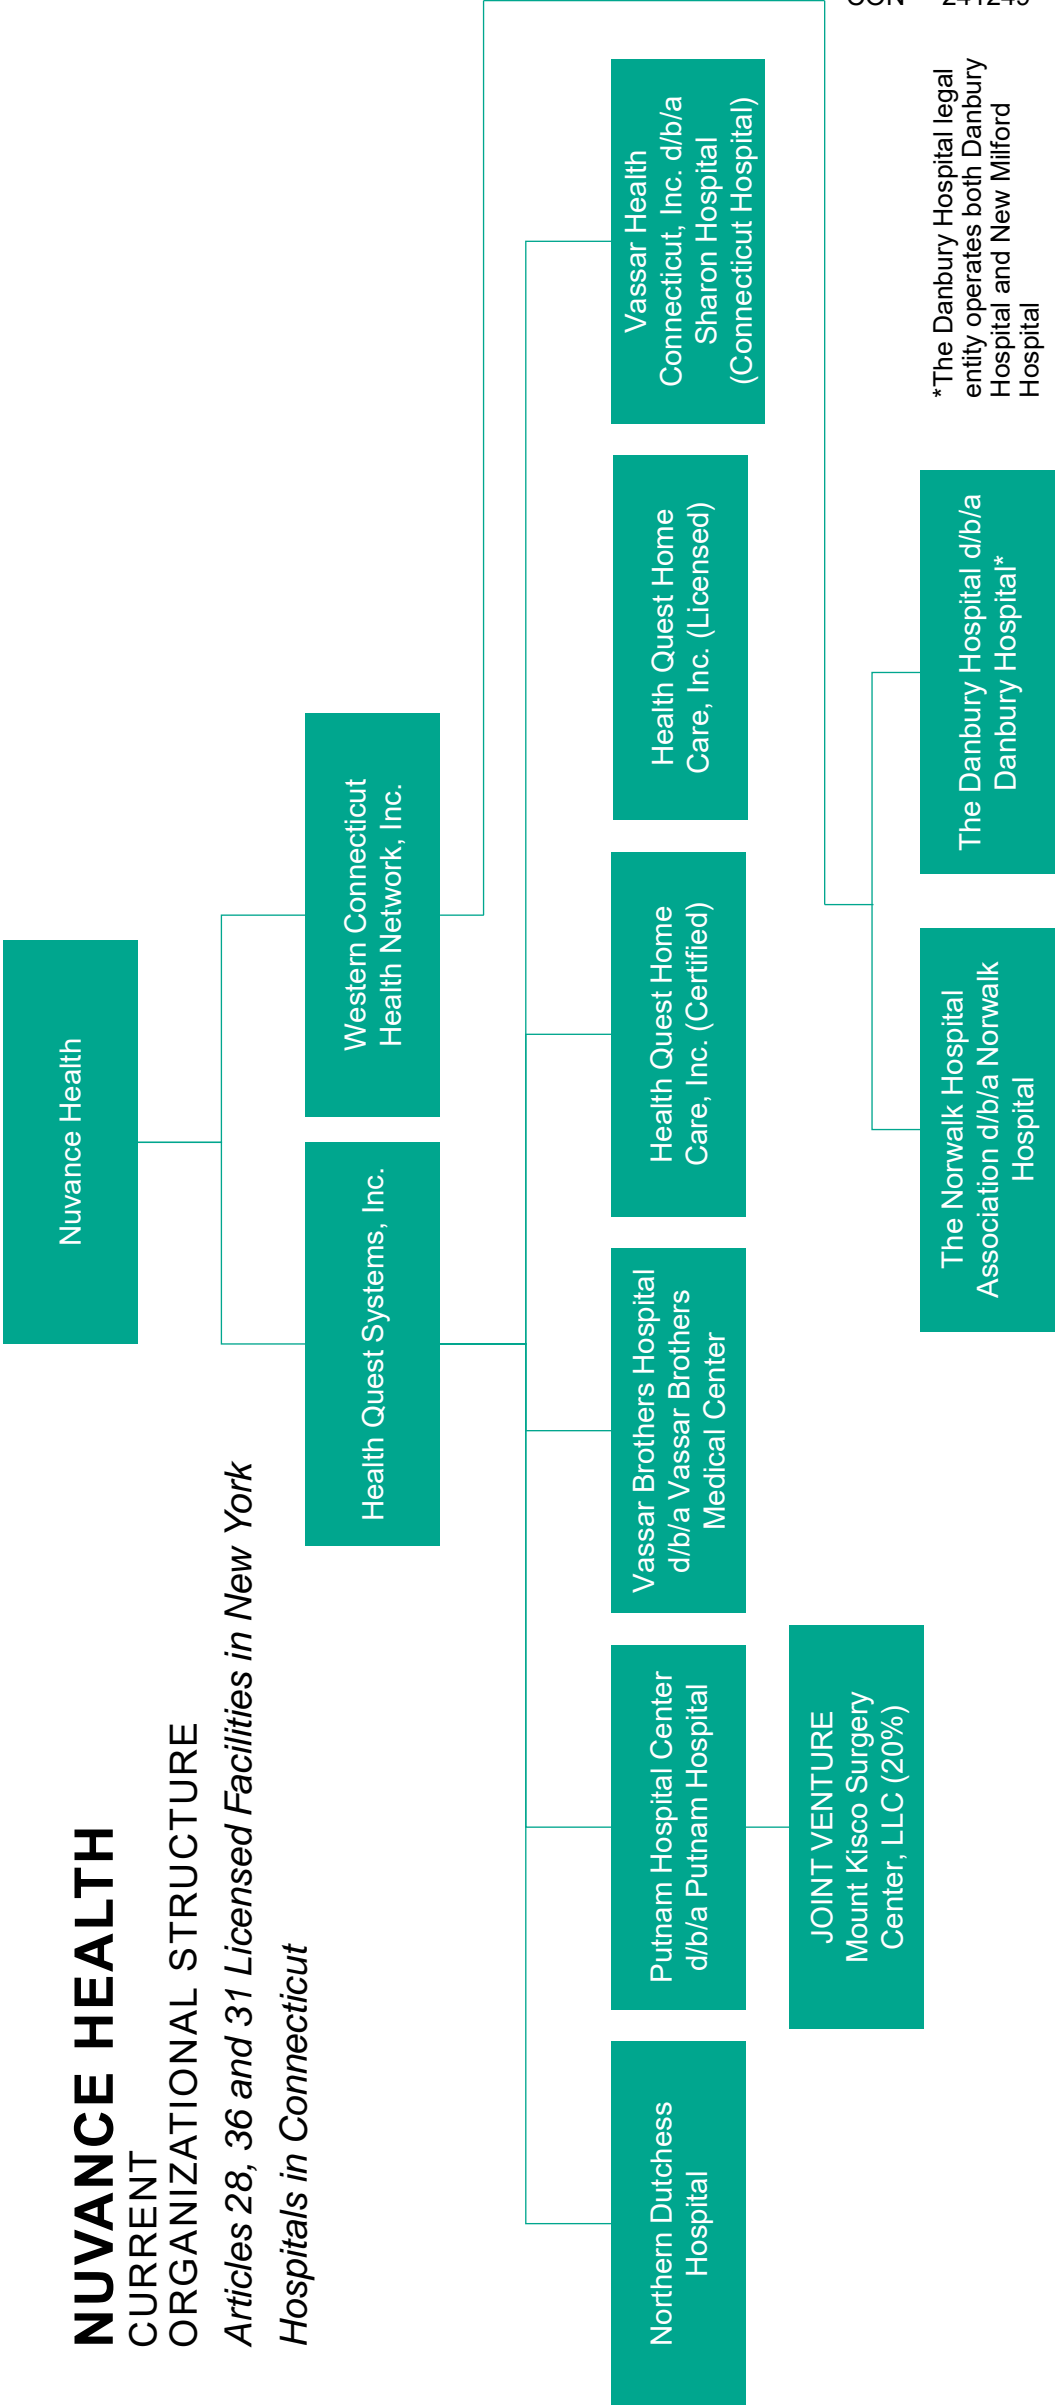 NUVANCE HEALTH
CURRENT
ORGANIZATIONAL STRUCTURE
Articles 28, 36 and 31 Licensed Facilities in New York
Hospitals in Connecticut
Nuvance Health
Health Quest Systems, Inc.
Western Connecticut
Health Network, Inc.
Northern Dutchess
Hospital
Putnam Hospital Center
d/b/a Putnam Hospital
Vassar Brothers Hospital
d/b/a Vassar Brothers
Medical Center
Health Quest Home
Care, Inc. (Certified)
Health Quest Home
Care, Inc. (Licensed)
Vassar Health
Connecticut, Inc. d/b/a
Sharon Hospital
(Connecticut Hospital)
JOINT VENTURE
Mount Kisco Surgery
Center, LLC (20%)
The Norwalk Hospital
Association d/b/a Norwalk
Hospital
The Danbury Hospital d/b/a
Danbury Hospital*
*The Danbury Hospital legal
entity operates both Danbury
Hospital and New Milford
Hospital